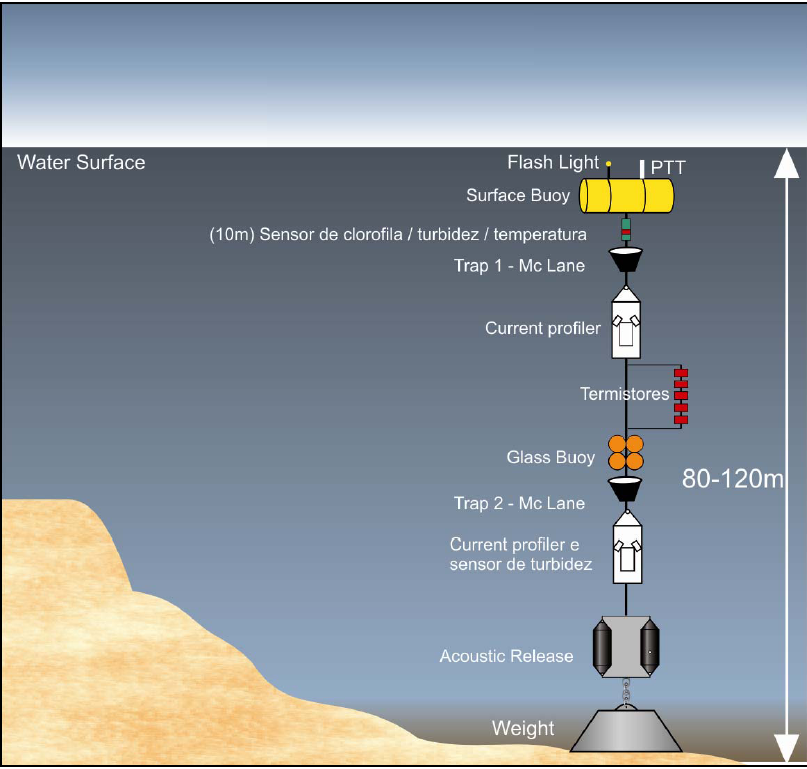 Water Surface
Flash Light
PTT
Surface Buoy
(10m) Sensor de clorofila / turbidez / temperatura
Trap 1 - Mc Lane
Current profiler
Termistores
Glass Buoy
80-120m
Trap 2 - Mc Lane
Current profiler e
sensor de turbidez
Acoustic Release
Weight